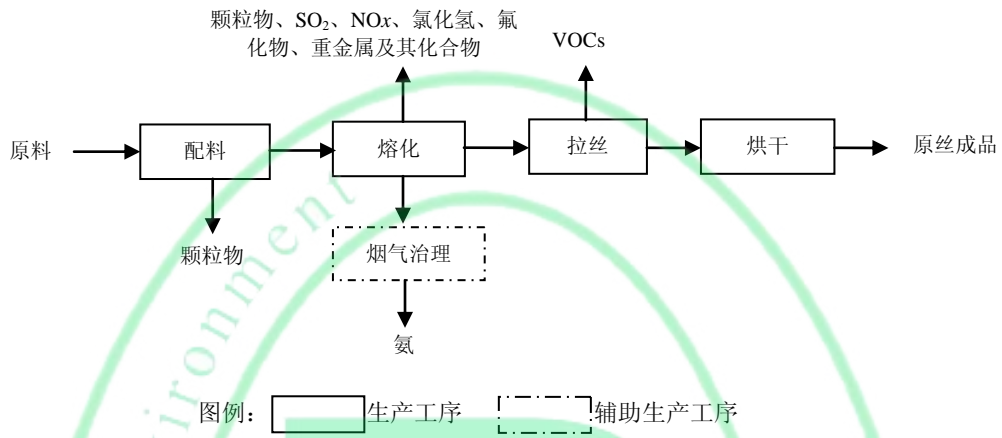 颗粒物、SO2、NOx、氯化氢、氟
化物、重金属及其化合物
VOCs
原料
配料
熔化
拉丝
烘干
原丝成品
颗粒物
烟气治理
氨
图例：
生产工序
辅助生产工序
ironment